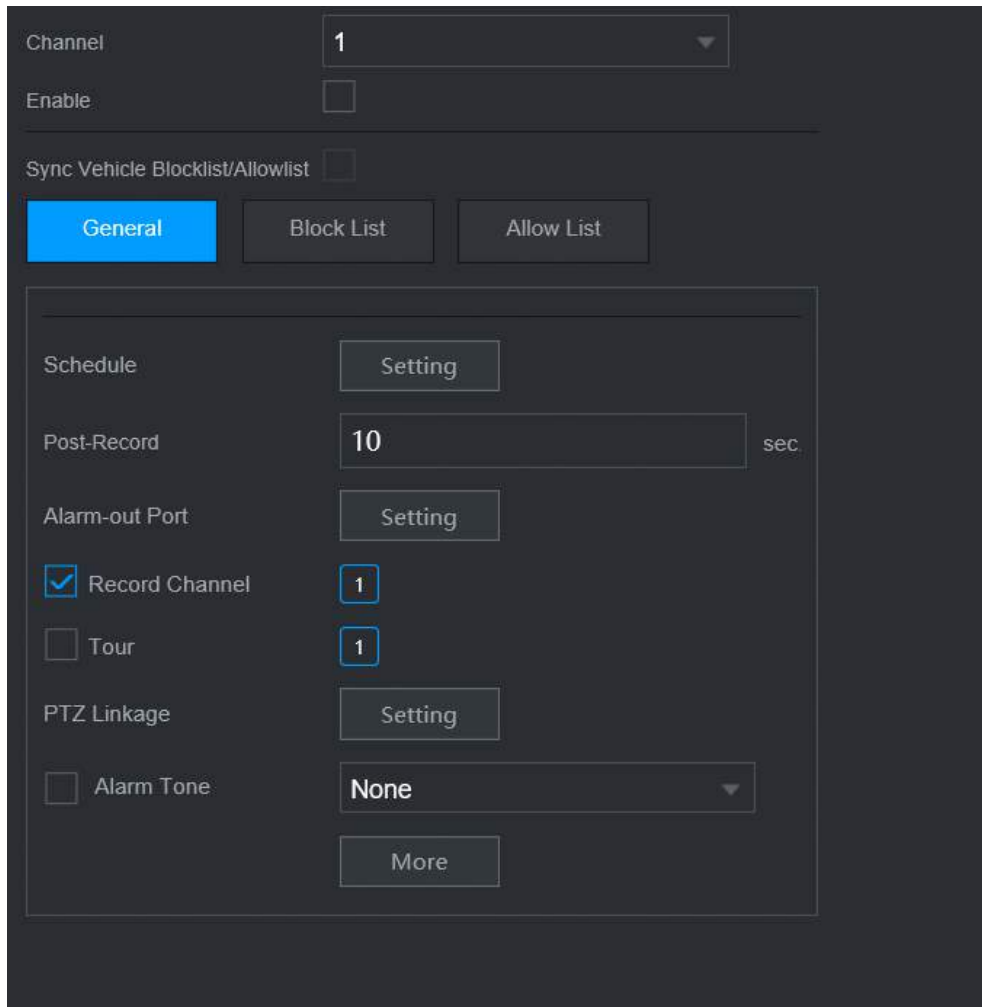 Channel 1
Enable
Sync Vehicle Blocklist/Allowlist
General Block List Allow List
Schedule Setting
Post-Record 10 sec.
Alarm-out Port Setting
Record Channel 1
Tour 1
PTZ Linkage Setting
Alarm Tone None
More